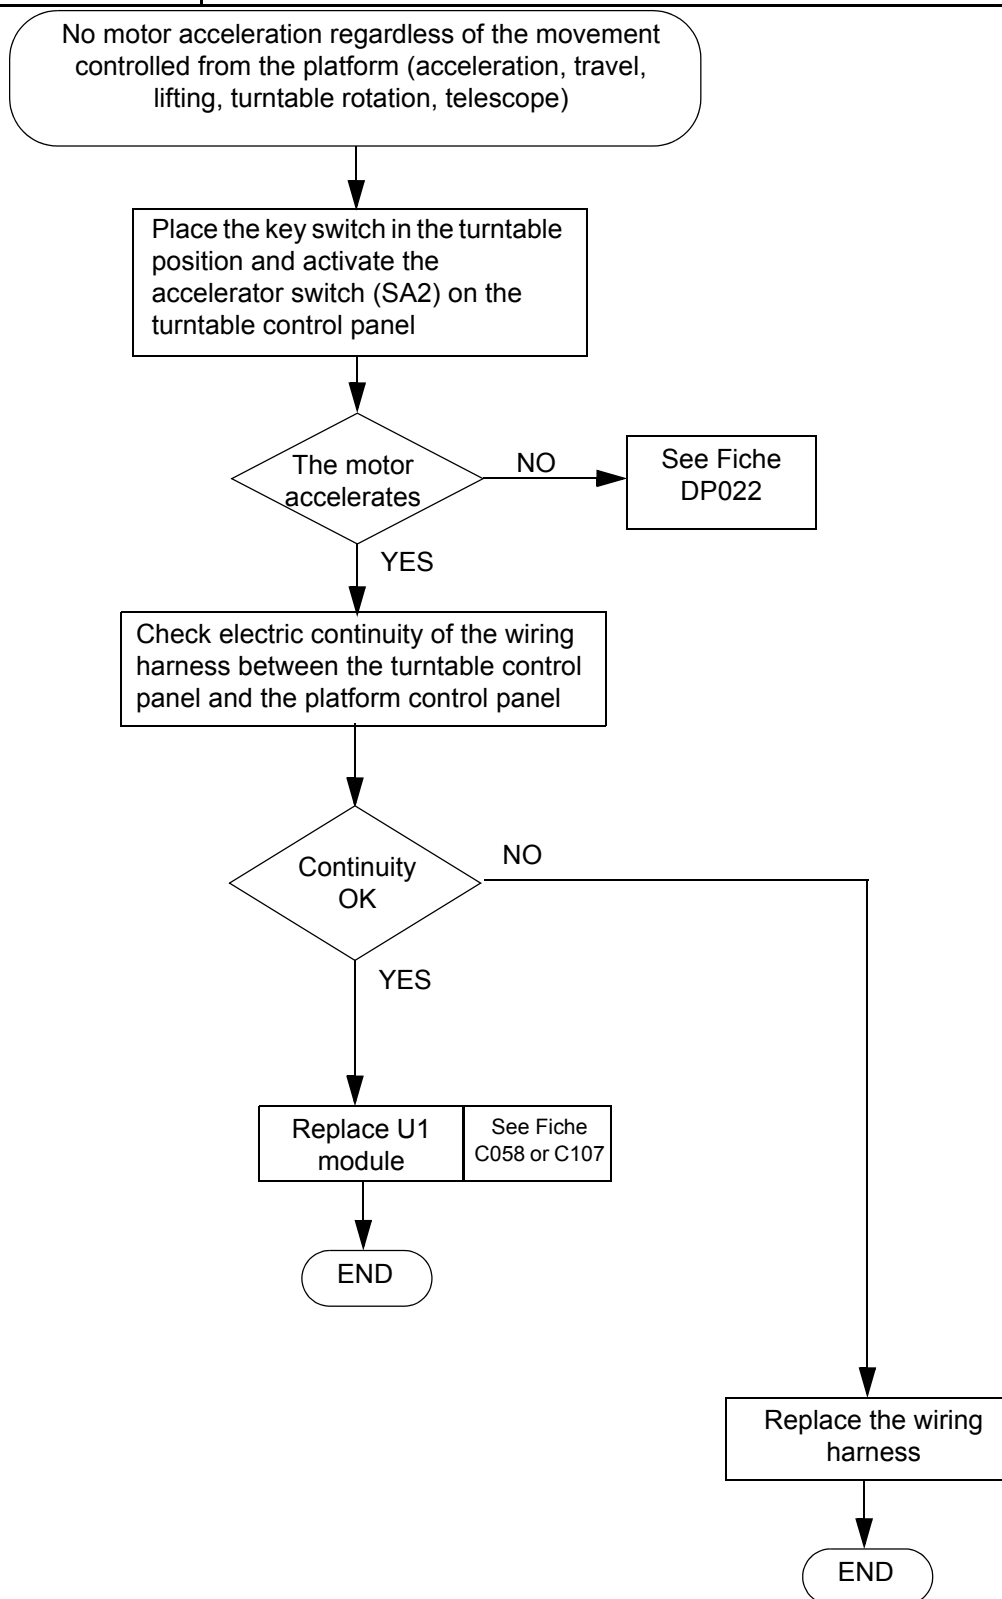 No motor acceleration regardless of the movement
controlled from the platform (acceleration, travel,
lifting, turntable rotation, telescope)
Place the key switch in the turntable
position and activate the
accelerator switch (SA2) on the
turntable control panel
The motor
accelerates
NO
See Fiche
DP022
YES
Check electric continuity of the wiring
harness between the turntable control
panel and the platform control panel
Continuity
OK
NO
YES
Replace U1
module
See Fiche
C058 or C107
END
Replace the wiring
harness
END